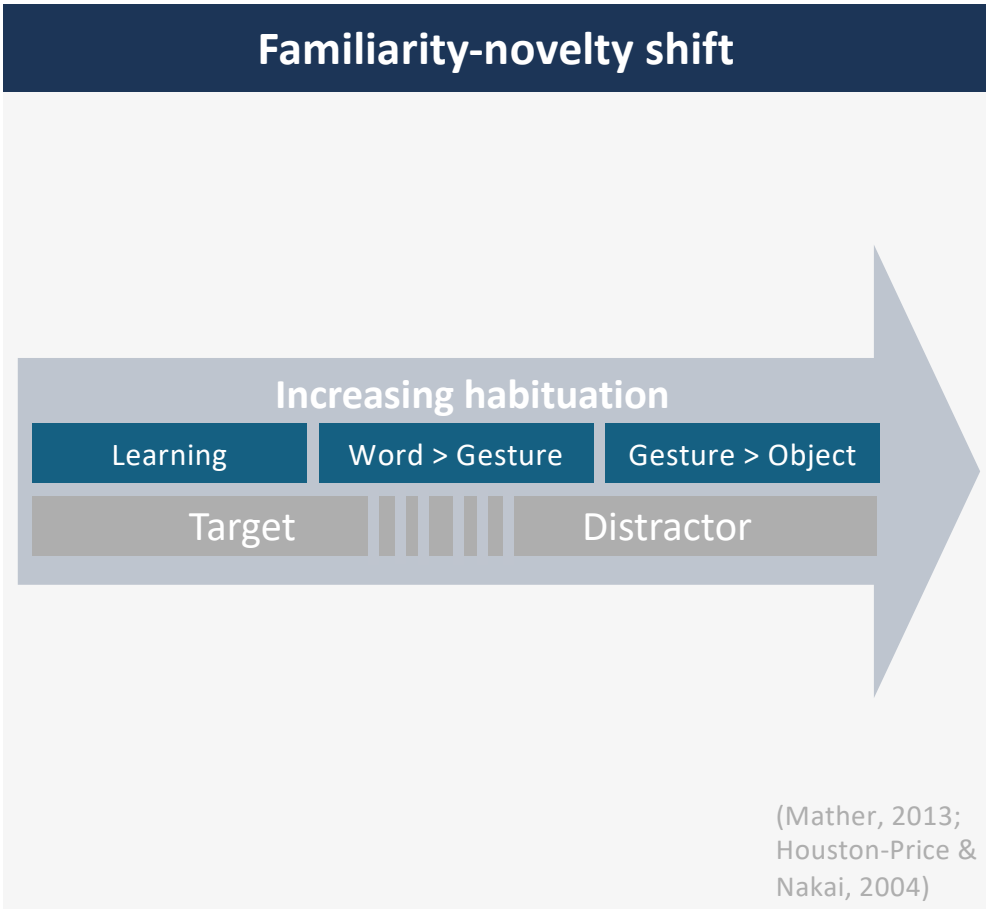 Familiarity-novelty shift
Increasing habituation
Learning
Word > Gesture
Gesture > Object
Target
Distractor
(Mather, 2013;
Houston-Price &
Nakai, 2004)